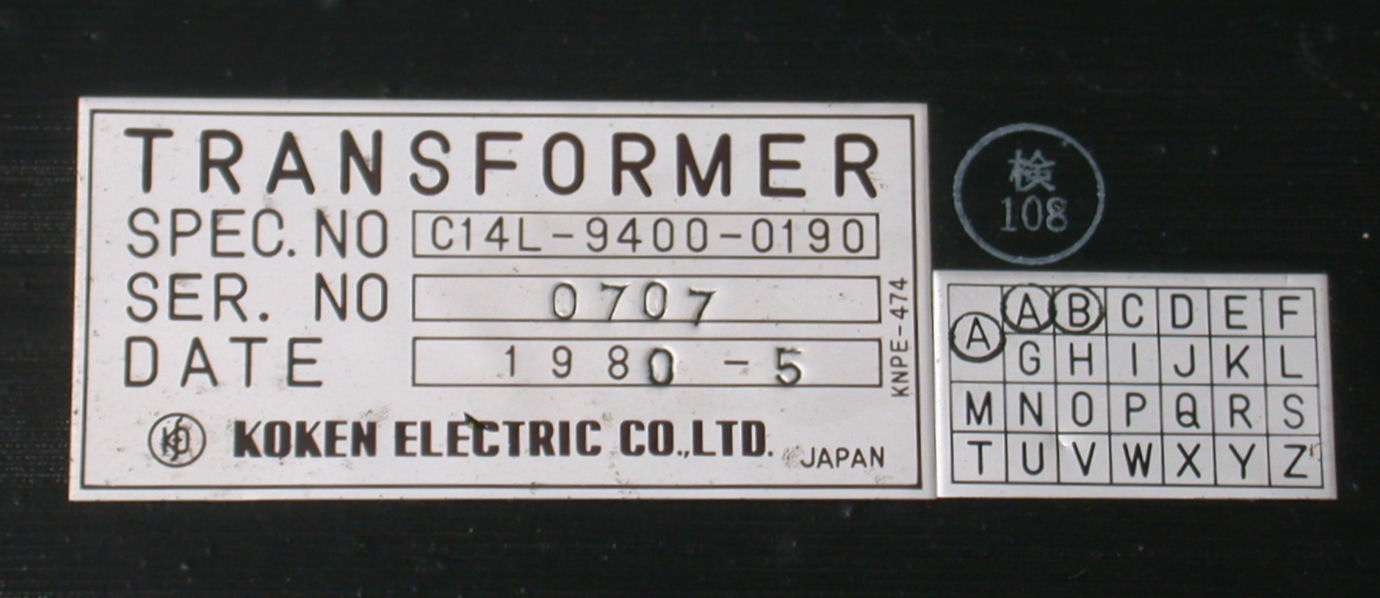 TRANSFORMER
SPEC. NO C14L-9400-0190
SER. NO 0707
DATE 1980-5
KOKEN ELECTRIC CO.,LTD. JAPAN
KNPE-474
検
108
A A B C D E F
G H I J K L
M N O P Q R S
T U V W X Y Z